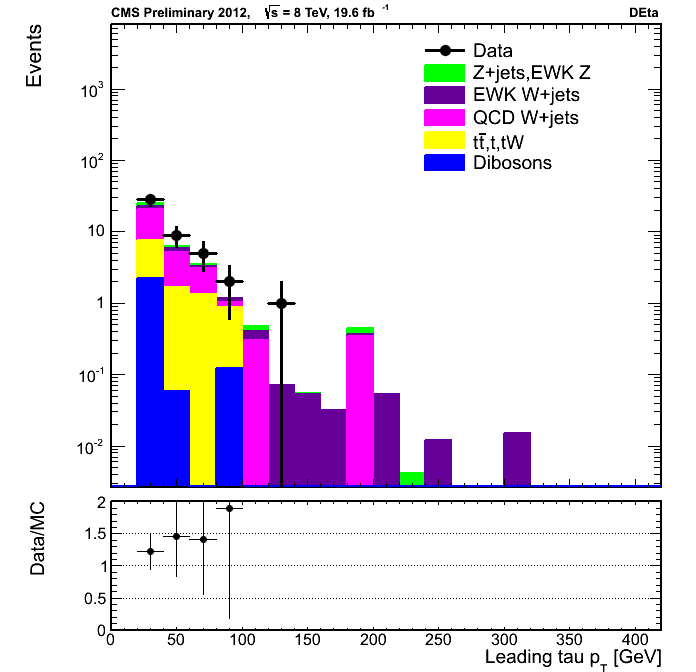 CMS Preliminary 2012, √s = 8 TeV, 19.6 fb⁻¹ DEta
Events
Data
Z+jets,EWK Z
EWK W+jets
QCD W+jets
tt̄,t,tW
Dibosons
10³
10²
10
1
10⁻¹
10⁻²
Data/MC
2
1.5
1
0.5
0
0 50 100 150 200 250 300 350 400
Leading tau p_T [GeV]